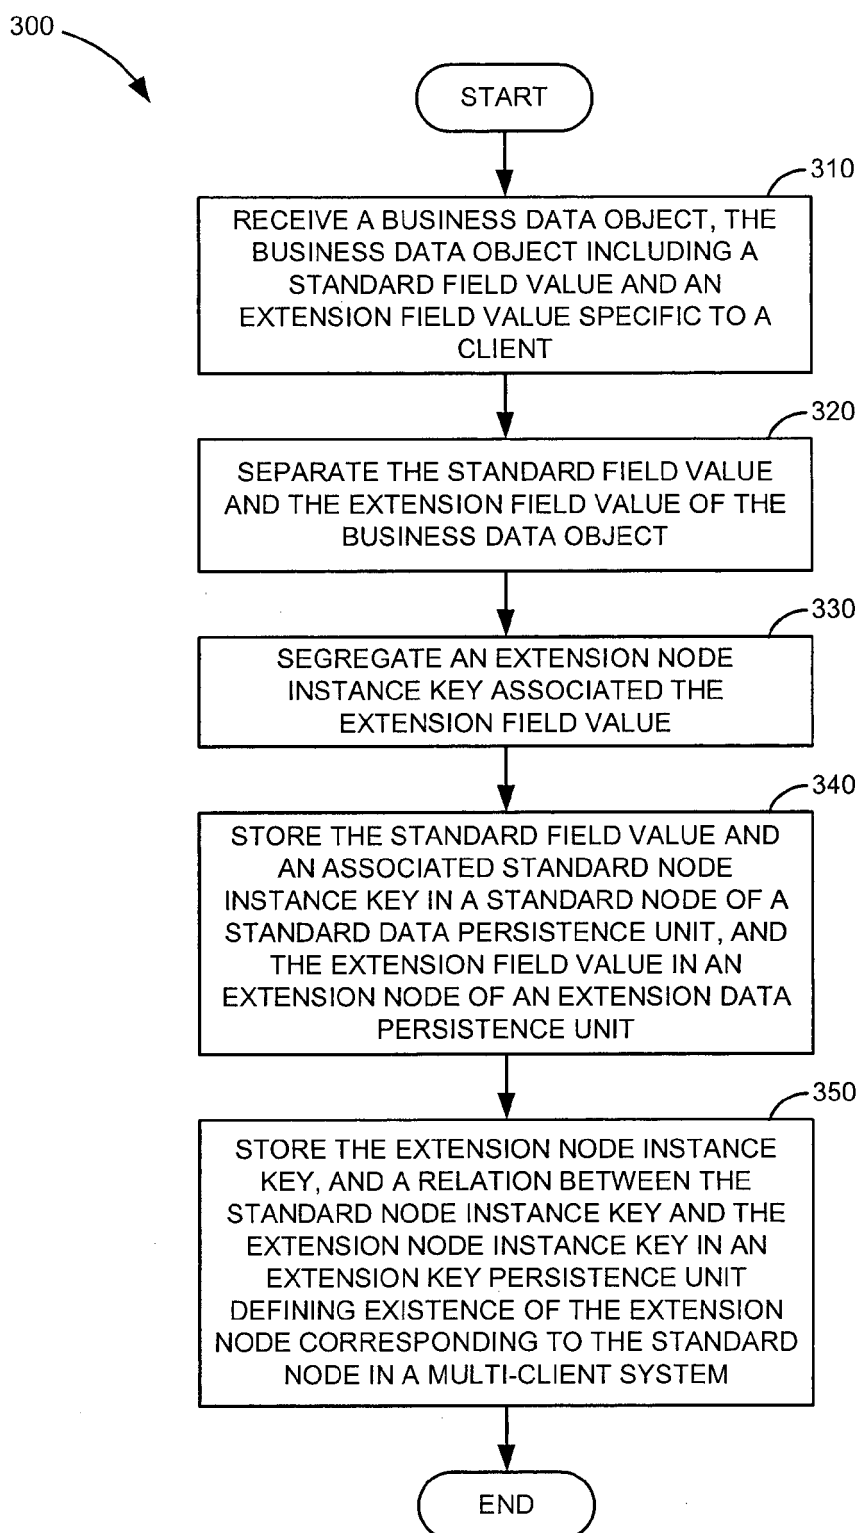 300
START
310
RECEIVE A BUSINESS DATA OBJECT, THE
BUSINESS DATA OBJECT INCLUDING A
STANDARD FIELD VALUE AND AN
EXTENSION FIELD VALUE SPECIFIC TO A
CLIENT
320
SEPARATE THE STANDARD FIELD VALUE
AND THE EXTENSION FIELD VALUE OF THE
BUSINESS DATA OBJECT
330
SEGREGATE AN EXTENSION NODE
INSTANCE KEY ASSOCIATED THE
EXTENSION FIELD VALUE
340
STORE THE STANDARD FIELD VALUE AND
AN ASSOCIATED STANDARD NODE
INSTANCE KEY IN A STANDARD NODE OF A
STANDARD DATA PERSISTENCE UNIT, AND
THE EXTENSION FIELD VALUE IN AN
EXTENSION NODE OF AN EXTENSION DATA
PERSISTENCE UNIT
350
STORE THE EXTENSION NODE INSTANCE
KEY, AND A RELATION BETWEEN THE
STANDARD NODE INSTANCE KEY AND THE
EXTENSION NODE INSTANCE KEY IN AN
EXTENSION KEY PERSISTENCE UNIT
DEFINING EXISTENCE OF THE EXTENSION
NODE CORRESPONDING TO THE STANDARD
NODE IN A MULTI-CLIENT SYSTEM
END